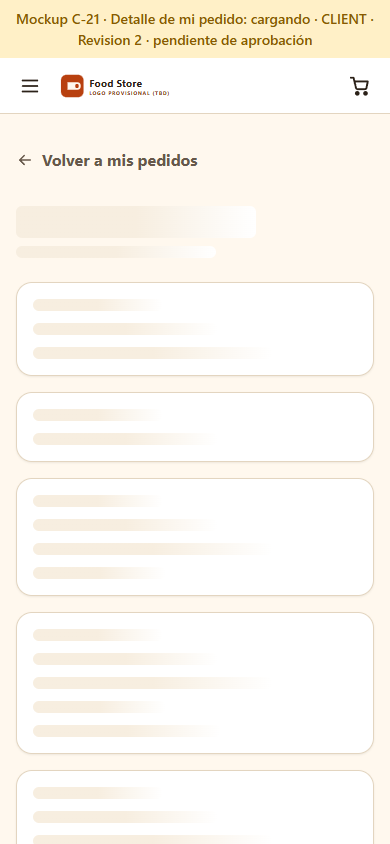 Mockup C-21 · Detalle de mi pedido: cargando · CLIENT ·
Revision 2 · pendiente de aprobación
Food Store
LOGO PROVISIONAL (TBD)
← Volver a mis pedidos